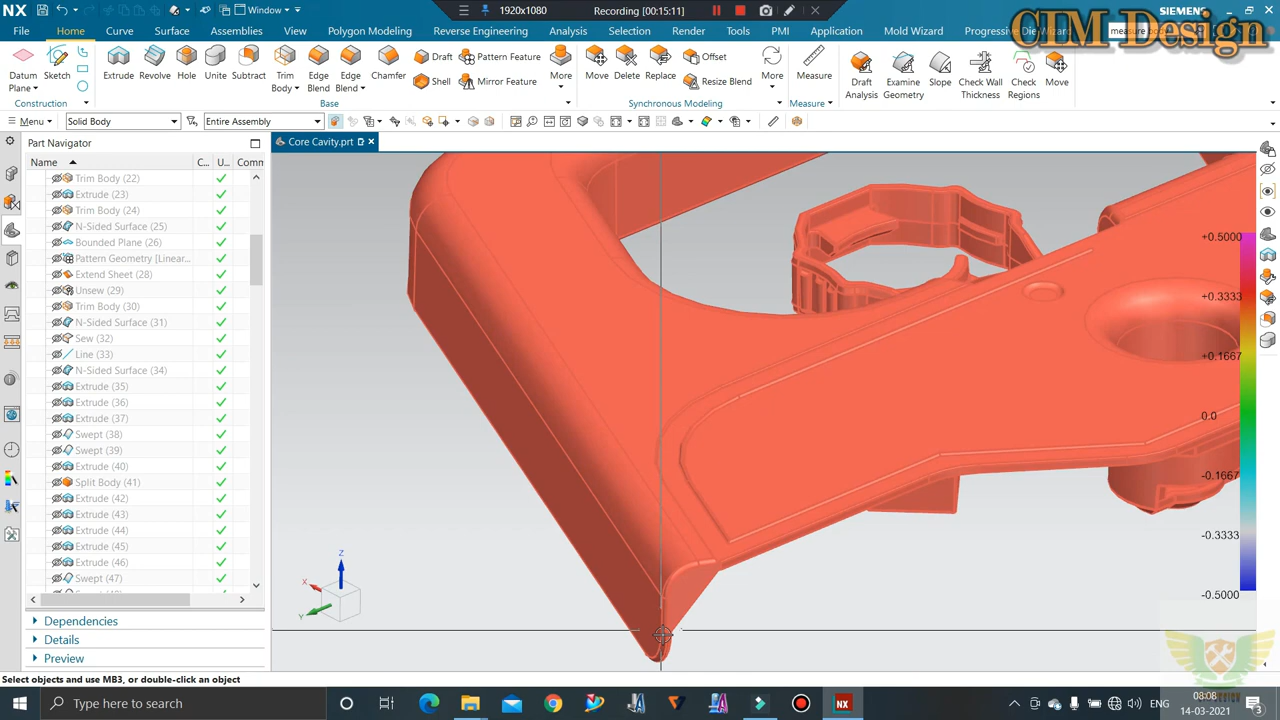 NX Window 1920x1080 Recording [00:15:11] SIEMENS
CIM Design
File Home Curve Surface Assemblies View Polygon Modeling Reverse Engineering Analysis Selection Render Tools PMI Application Mold Wizard Progressive Die Wizard
Datum Plane Sketch Extrude Revolve Hole Unite Subtract Trim Body Edge Blend Edge Blend Chamfer Draft Shell Pattern Feature Mirror Feature More Move Delete Replace Offset Resize Blend More Measure Draft Analysis Examine Geometry Slope Check Wall Thickness Check Regions Move
Construction Base Synchronous Modeling Measure
Menu Solid Body Entire Assembly
Part Navigator Core Cavity.prt
Name C... U... Comm
Trim Body (22)
Extrude (23)
Trim Body (24)
N-Sided Surface (25)
Bounded Plane (26)
Pattern Geometry [Linear...
Extend Sheet (28)
Unsew (29)
Trim Body (30)
N-Sided Surface (31)
Sew (32)
Line (33)
N-Sided Surface (34)
Extrude (35)
Extrude (36)
Extrude (37)
Swept (38)
Swept (39)
Extrude (40)
Split Body (41)
Extrude (42)
Extrude (43)
Extrude (44)
Extrude (45)
Extrude (46)
Swept (47)
Dependencies
Details
Preview
+0.5000
+0.3333
+0.1667
0.0
-0.1667
-0.3333
-0.5000
Z
X
Y
Select objects and use MB3, or double-click an object
Type here to search
NX
ENG
08:08
14-03-2021
3